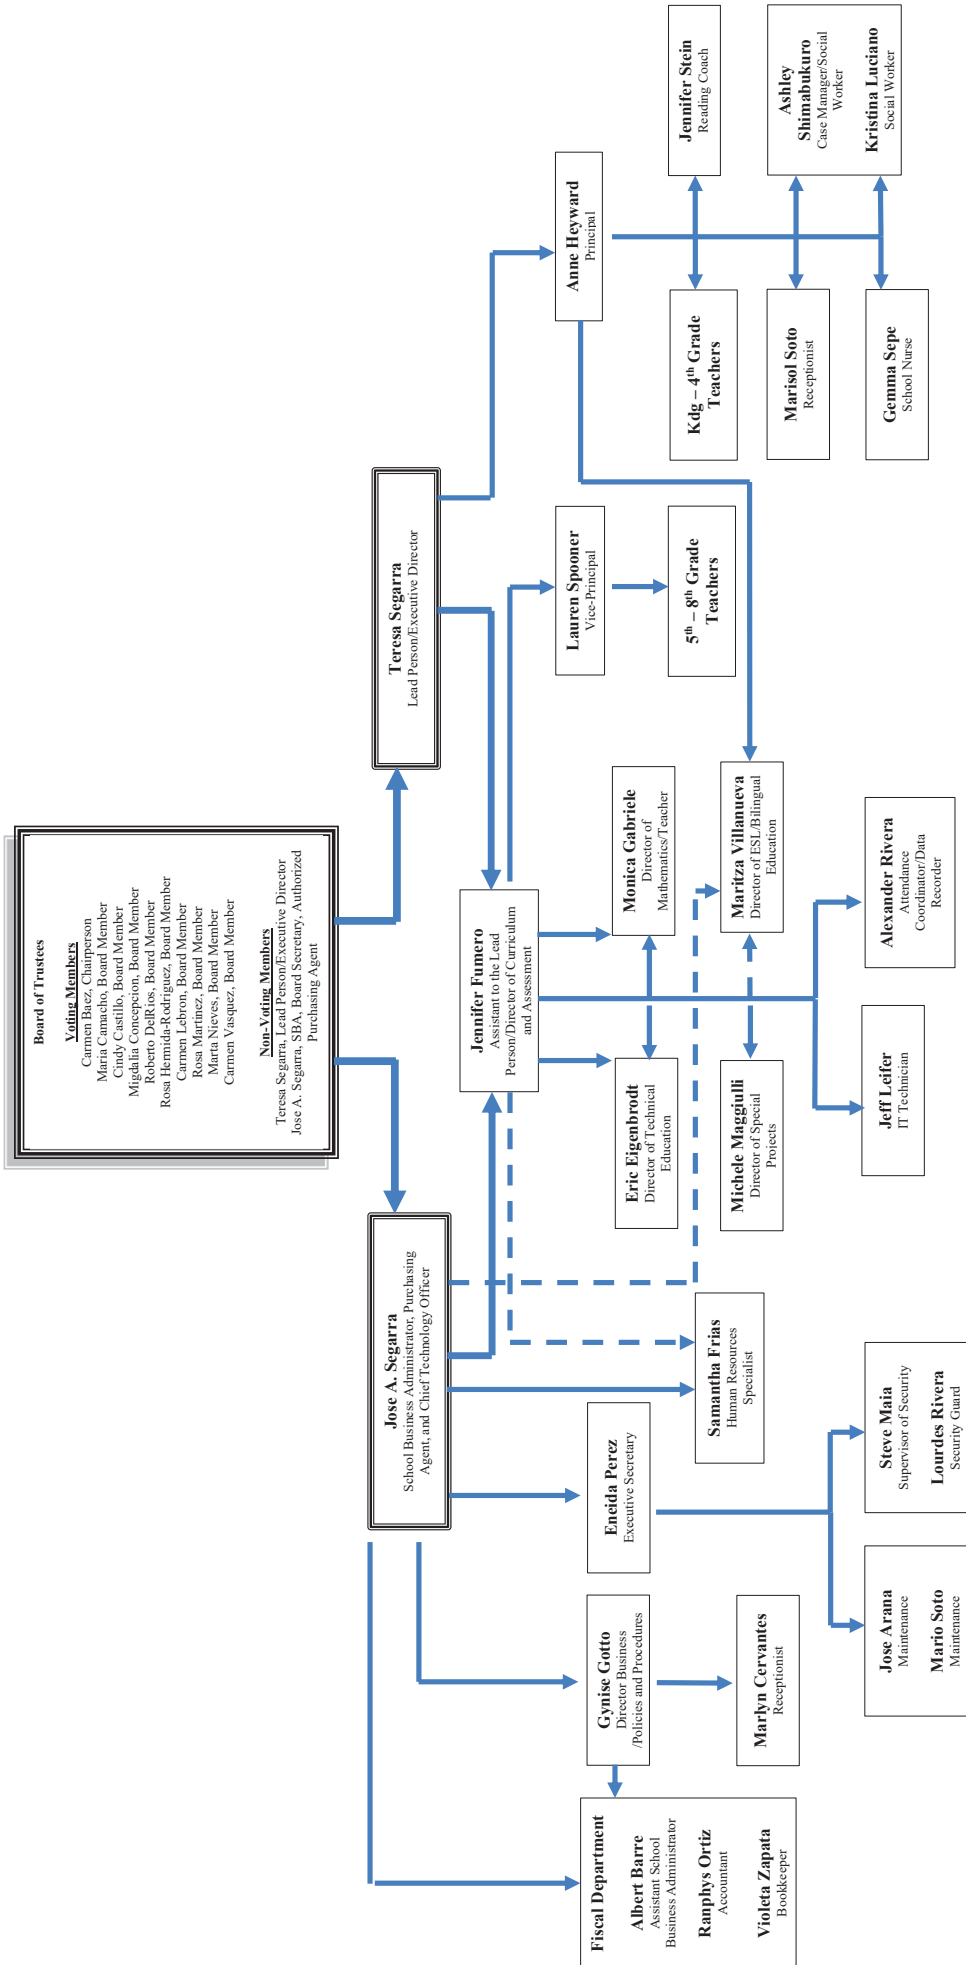 Board of Trustees
Voting Members
Carmen Baez, Chairperson
Maria Camacho, Board Member
Cindy Castillo, Board Member
Migdalia Concepcion, Board Member
Roberto DelRios, Board Member
Rosa Hermida-Rodriguez, Board Member
Carmen Lebron, Board Member
Rosa Martinez, Board Member
Marta Nieves, Board Member
Carmen Vasquez, Board Member
Non-Voting Members
Teresa Segarra, Lead Person/Executive Director
Jose A. Segarra, SBA, Board Secretary, Authorized
Purchasing Agent
Jose A. Segarra
School Business Administrator, Purchasing
Agent, and Chief Technology Officer
Teresa Segarra
Lead Person/Executive Director
Jennifer Fumero
Assistant to the Lead
Person/Director of Curriculum
and Assessment
Fiscal Department
Albert Barre
Assistant School
Business Administrator
Ranphys Ortiz
Accountant
Violeta Zapata
Bookkeeper
Gynise Gotto
Director Business
/Policies and Procedures
Marlyn Cervantes
Receptionist
Eneida Perez
Executive Secretary
Jose Arana
Maintenance
Mario Soto
Maintenance
Steve Maia
Supervisor of Security
Lourdes Rivera
Security Guard
Samantha Frias
Human Resources
Specialist
Eric Eigenbrodt
Director of Technical
Education
Monica Gabriele
Director of
Mathematics/Teacher
Michele Maggiulli
Director of Special
Projects
Maritza Villanueva
Director of ESL/Bilingual
Education
Jeff Leifer
IT Technician
Alexander Rivera
Attendance
Coordinator/Data
Recorder
Lauren Spooner
Vice-Principal
5th – 8th Grade
Teachers
Anne Heyward
Principal
Kdg – 4th Grade
Teachers
Jennifer Stein
Reading Coach
Marisol Soto
Receptionist
Ashley
Shimabukuro
Case Manager/Social
Worker
Kristina Luciano
Social Worker
Gemma Sepe
School Nurse